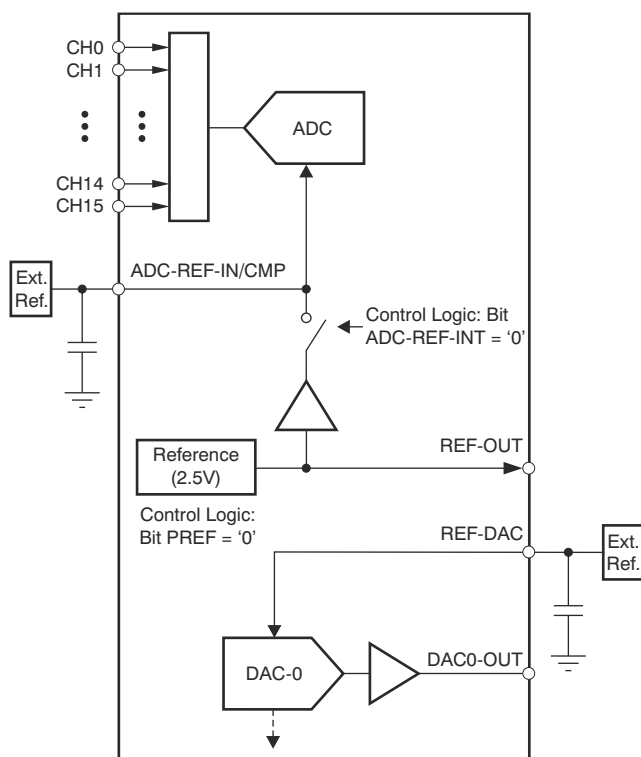 CH0
CH1
ADC
CH14
CH15
ADC-REF-IN/CMP
Ext.
Ref.
Control Logic: Bit
ADC-REF-INT = ‘0’
REF-OUT
Reference
(2.5V)
Control Logic:
Bit PREF = ‘0’
REF-DAC
Ext.
Ref.
DAC-0
DAC0-OUT